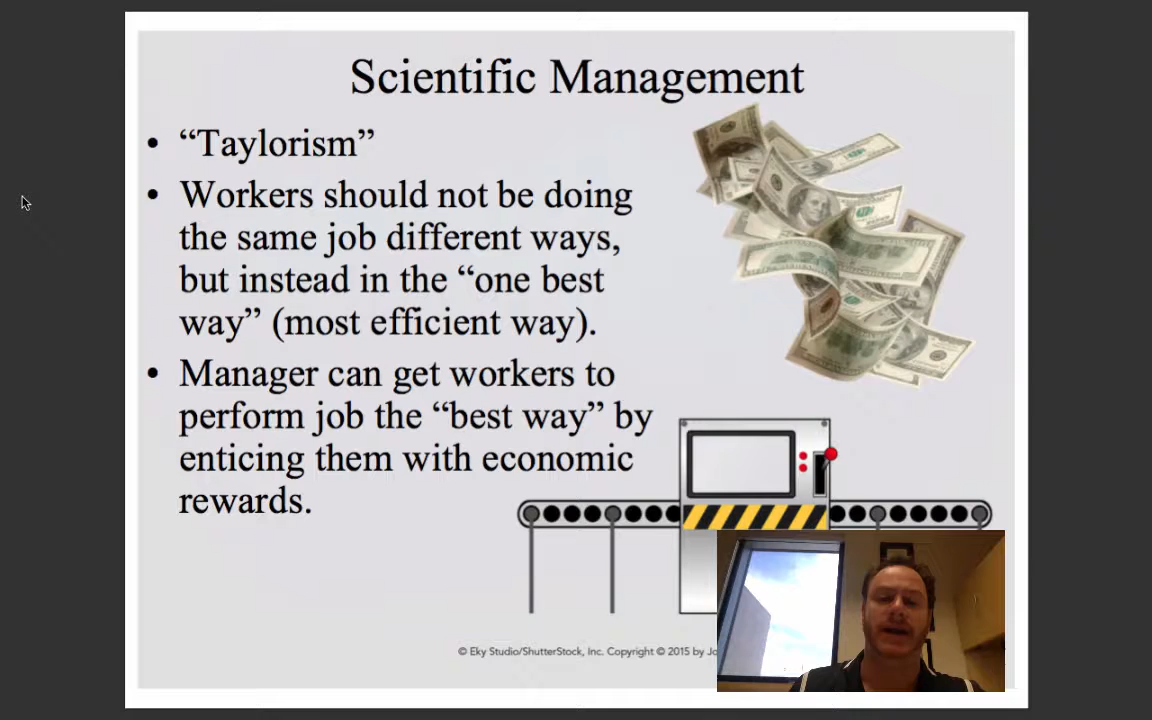 Scientific Management
• “Taylorism”
• Workers should not be doing
the same job different ways,
but instead in the “one best
way” (most efficient way).
• Manager can get workers to
perform job the “best way” by
enticing them with economic
rewards.
© Eky Studio/ShutterStock, Inc. Copyright © 2015 by Jo